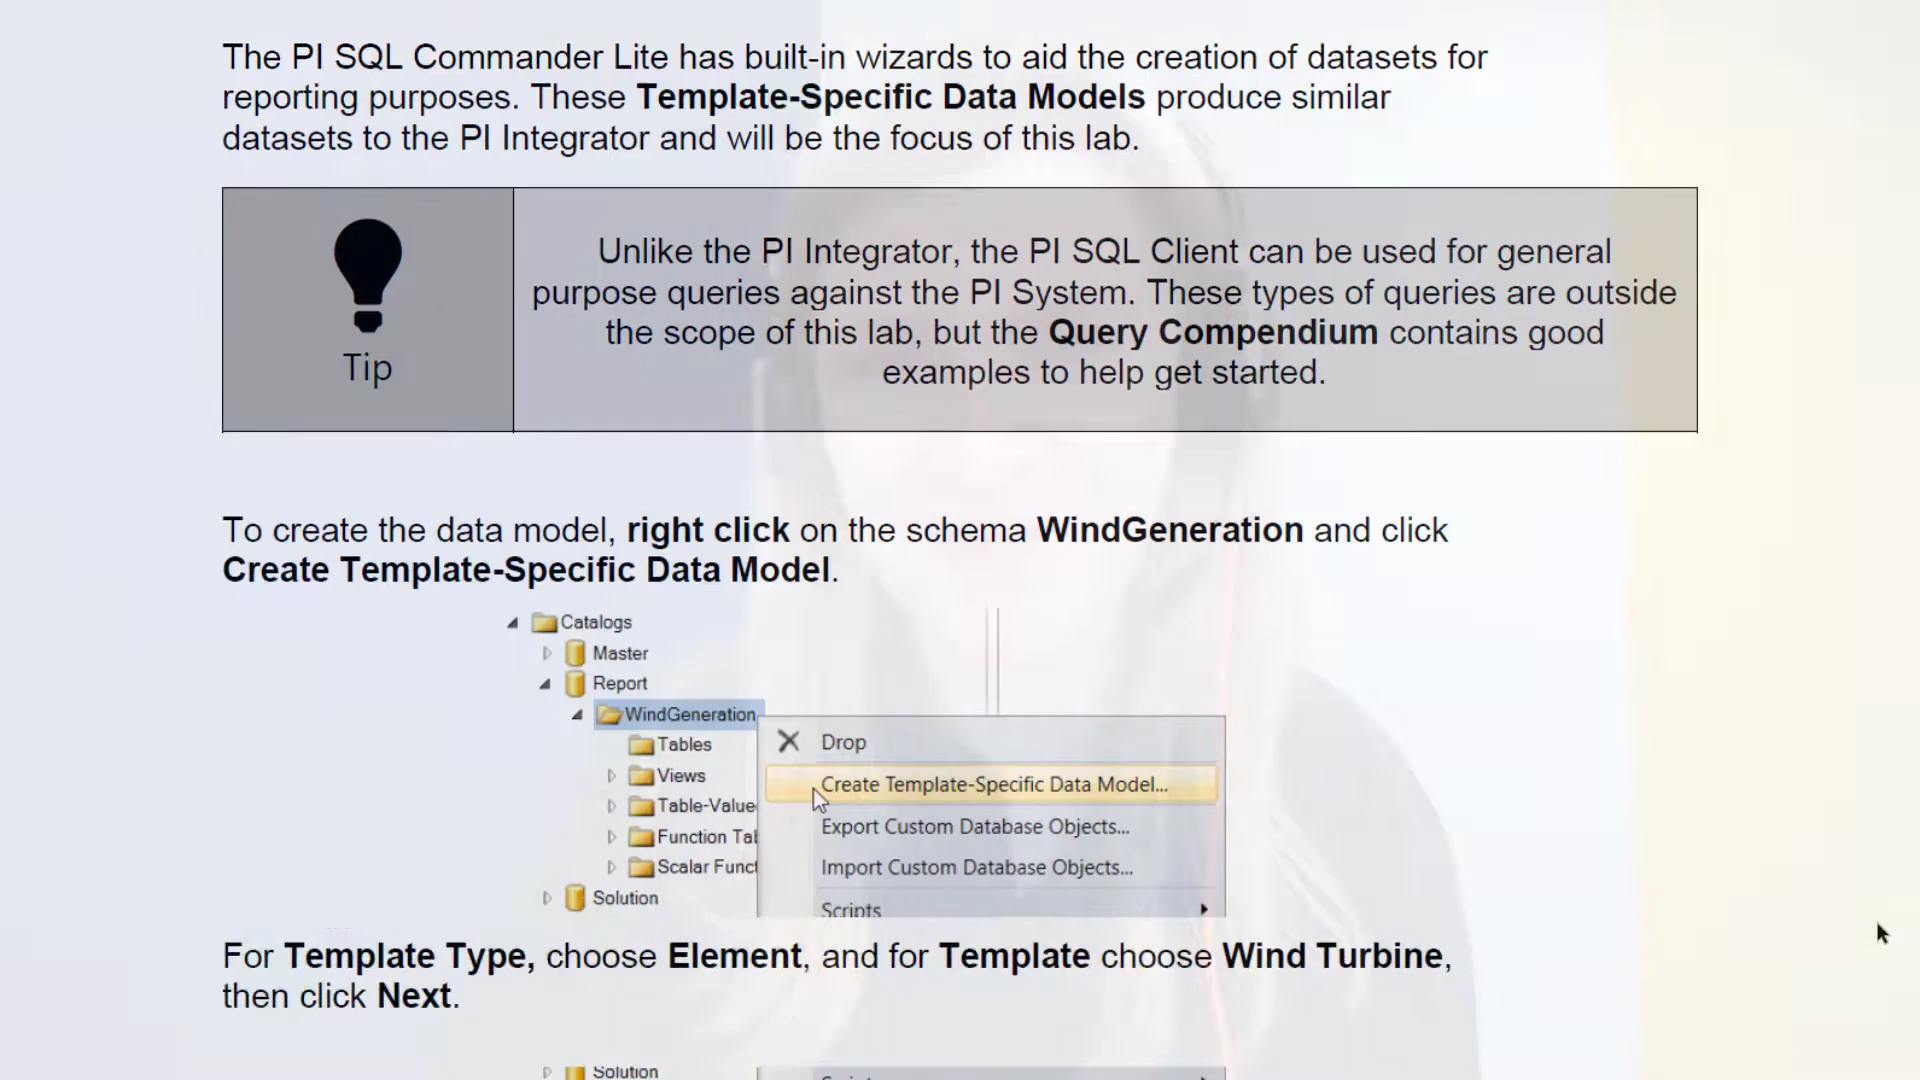 The PI SQL Commander Lite has built-in wizards to aid the creation of datasets for
reporting purposes. These Template-Specific Data Models produce similar
datasets to the PI Integrator and will be the focus of this lab.
Tip
Unlike the PI Integrator, the PI SQL Client can be used for general
purpose queries against the PI System. These types of queries are outside
the scope of this lab, but the Query Compendium contains good
examples to help get started.
To create the data model, right click on the schema WindGeneration and click
Create Template-Specific Data Model.
Catalogs
Master
Report
WindGeneration
Tables
Views
Table-Value
Function Tab
Scalar Funct
Solution
Drop
Create Template-Specific Data Model...
Export Custom Database Objects...
Import Custom Database Objects...
Scripts
For Template Type, choose Element, and for Template choose Wind Turbine,
then click Next.
Solution